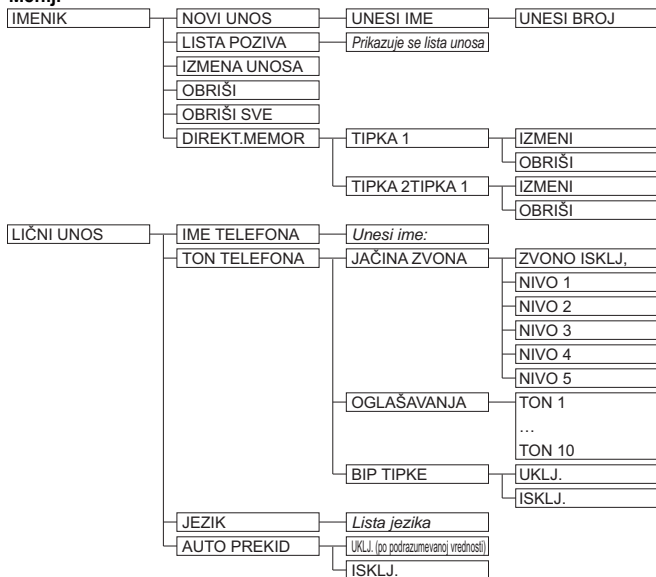 Meniji
IMENIK NOVI UNOS UNESI IME UNESI BROJ
LISTA POZIVA Prikazuje se lista unosa
IZMENA UNOSA
OBRIŠI
OBRIŠI SVE
DIREKT.MEMOR TIPKA 1 IZMENI
OBRIŠI
TIPKA 2TIPKA 1 IZMENI
OBRIŠI
LIČNI UNOS IME TELEFONA Unesi ime:
TON TELEFONA JAČINA ZVONA ZVONO ISKLJ,
NIVO 1
NIVO 2
NIVO 3
NIVO 4
NIVO 5
OGLAŠAVANJA TON 1
…
TON 10
BIP TIPKE UKLJ.
ISKLJ.
JEZIK Lista jezika
AUTO PREKID UKLJ. (po podrazumevanoj vrednosti)
ISKLJ.